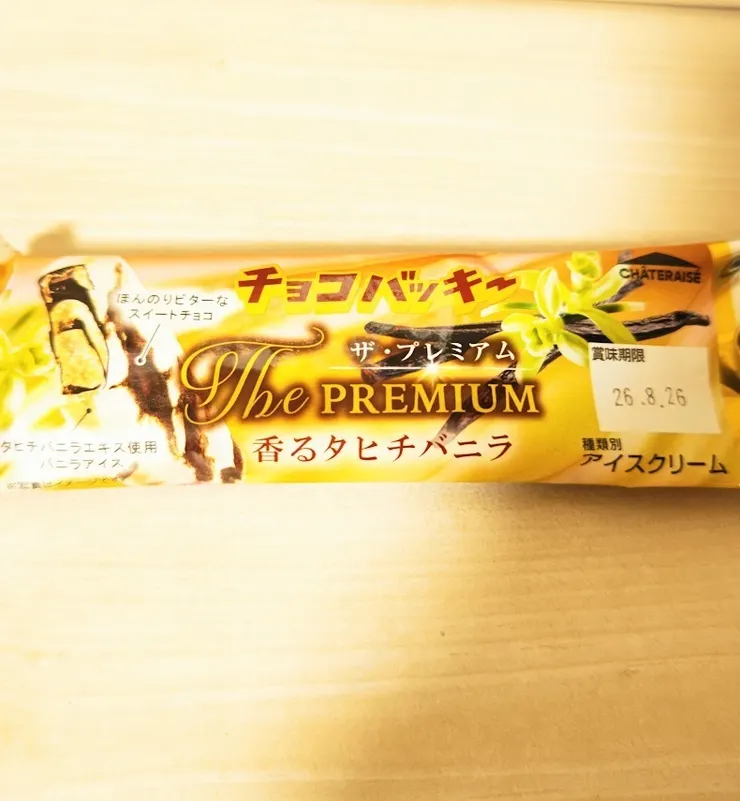 チョコバッキー
CHÂTERAISÉ
ほんのりビターな
スイートチョコ
ザ・プレミアム
The PREMIUM
香るタヒチバニラ
賞味期限
26.8.26
タヒチバニラエキス使用
バニラアイス
種類別
アイスクリーム